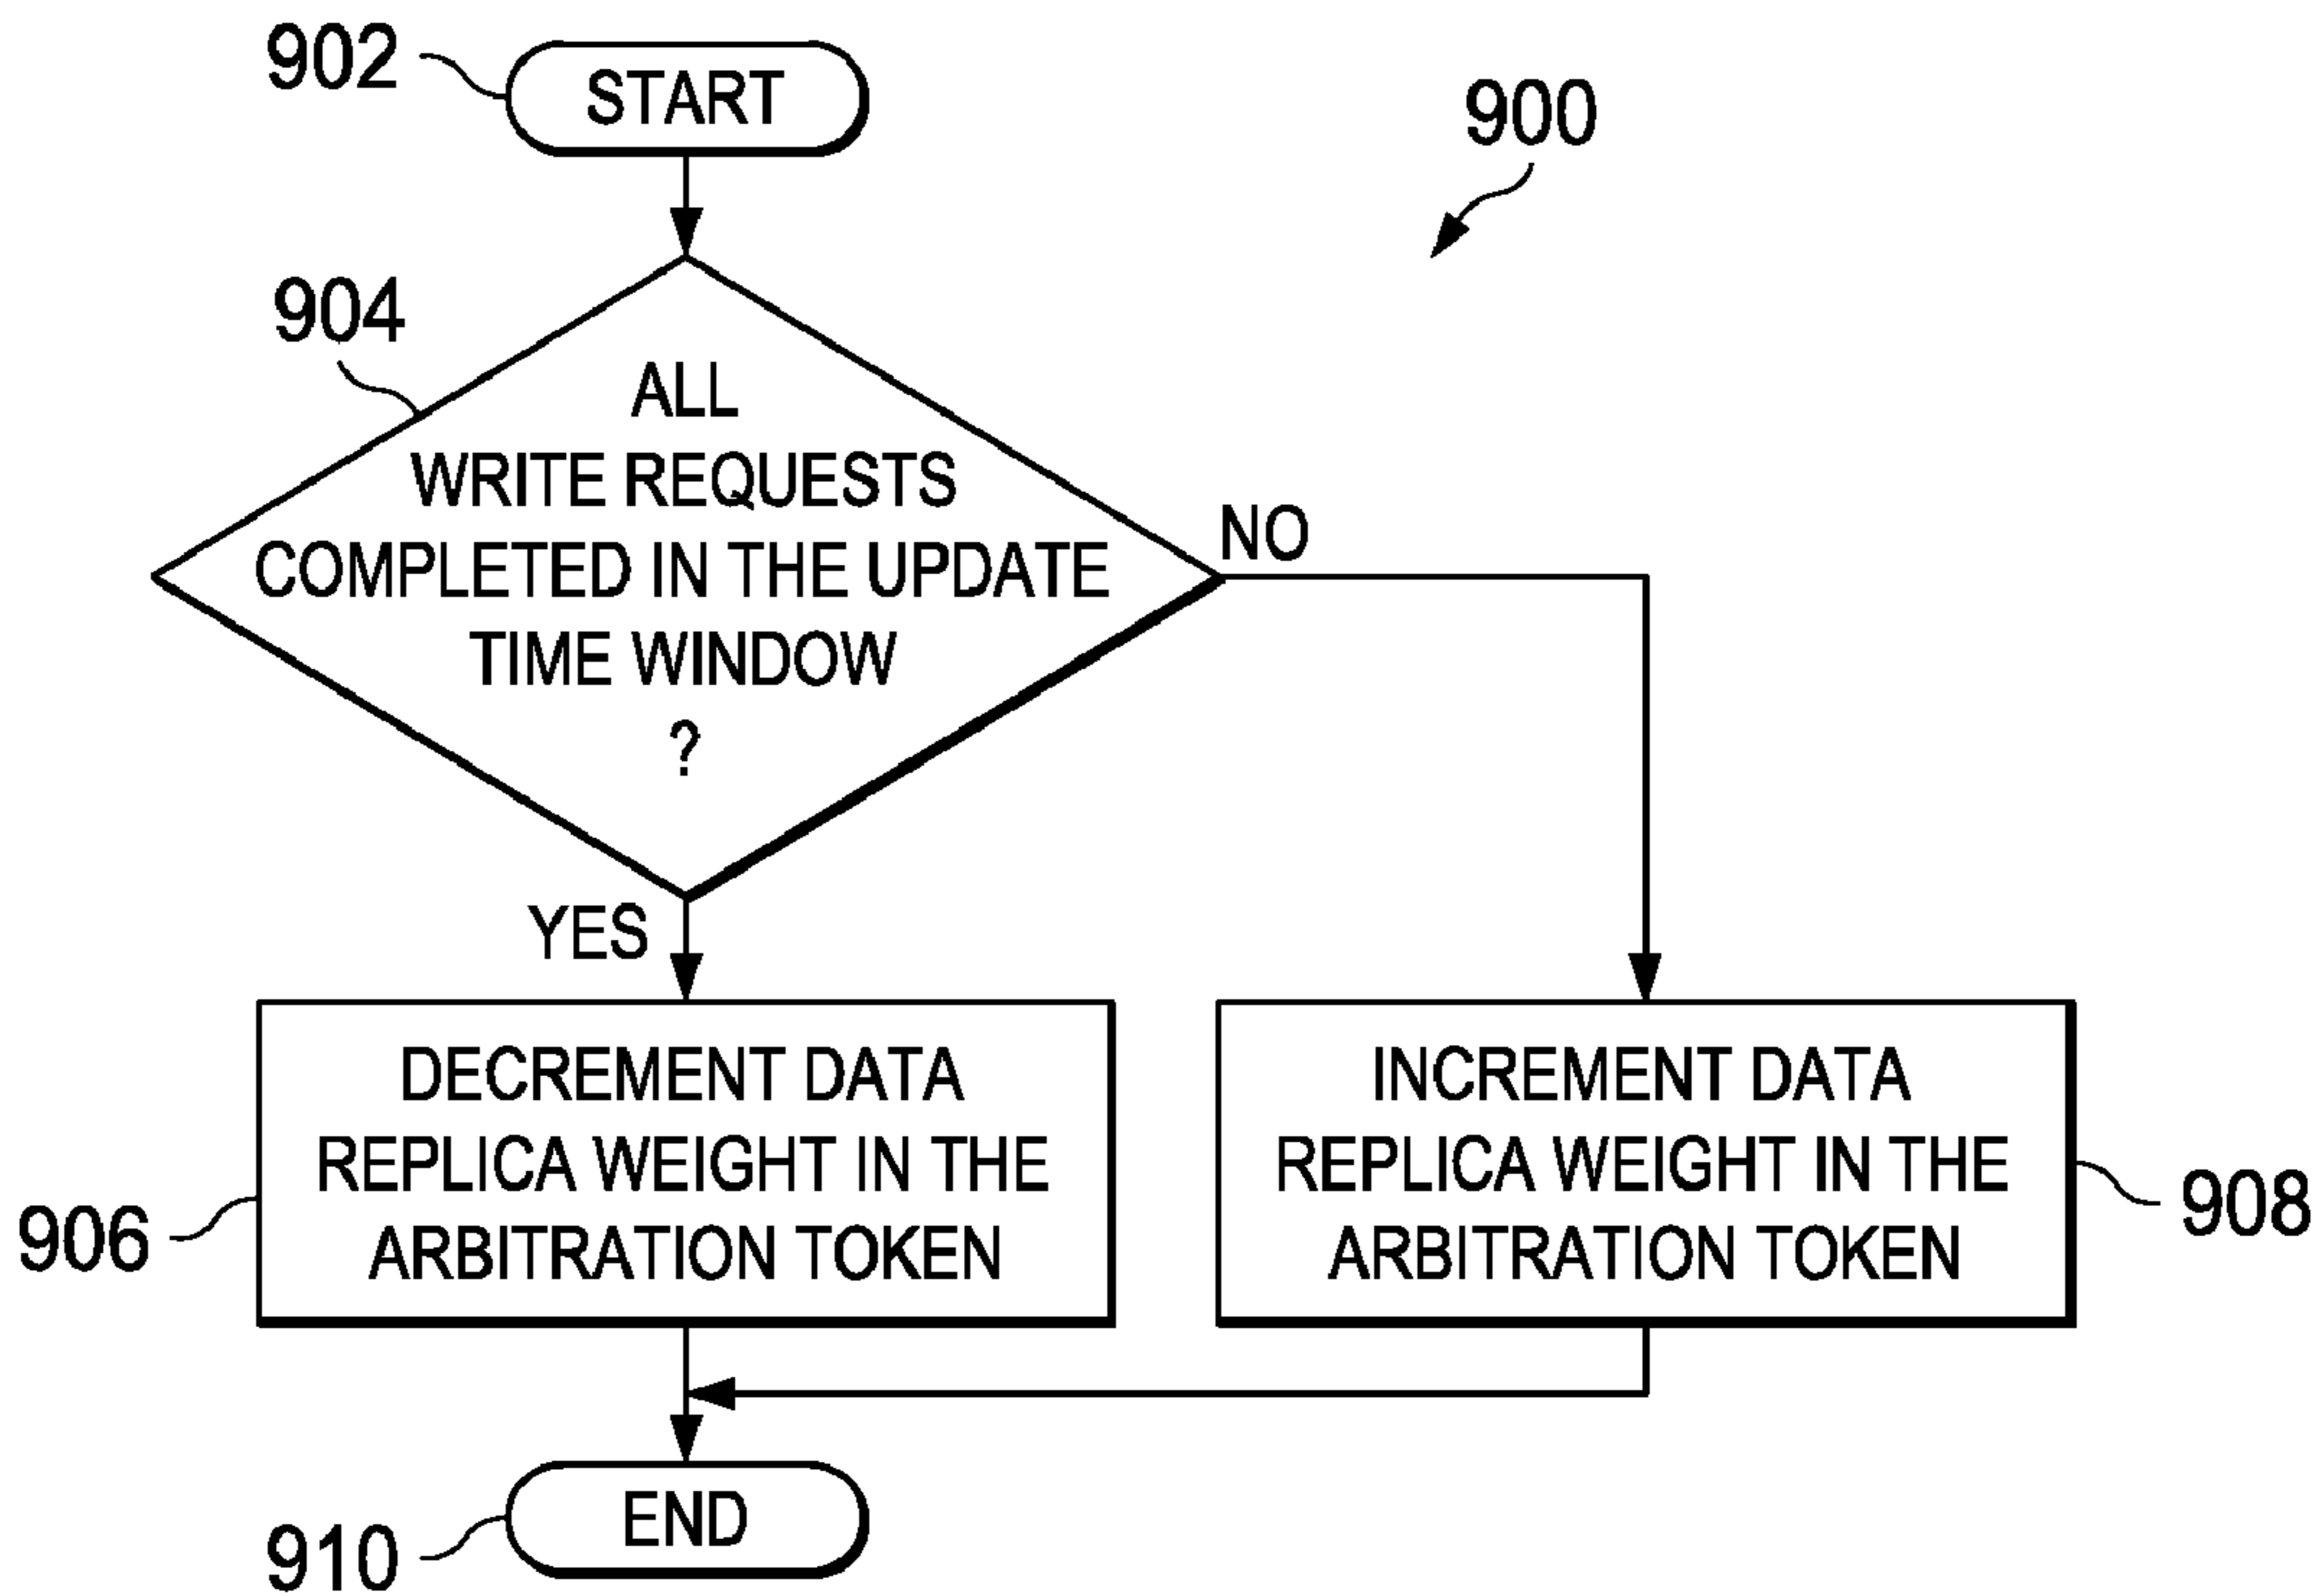 902
START
900
904
ALL
WRITE REQUESTS
COMPLETED IN THE UPDATE
TIME WINDOW
?
NO
YES
DECREMENT DATA
REPLICA WEIGHT IN THE
ARBITRATION TOKEN
906
INCREMENT DATA
REPLICA WEIGHT IN THE
ARBITRATION TOKEN
908
END
910